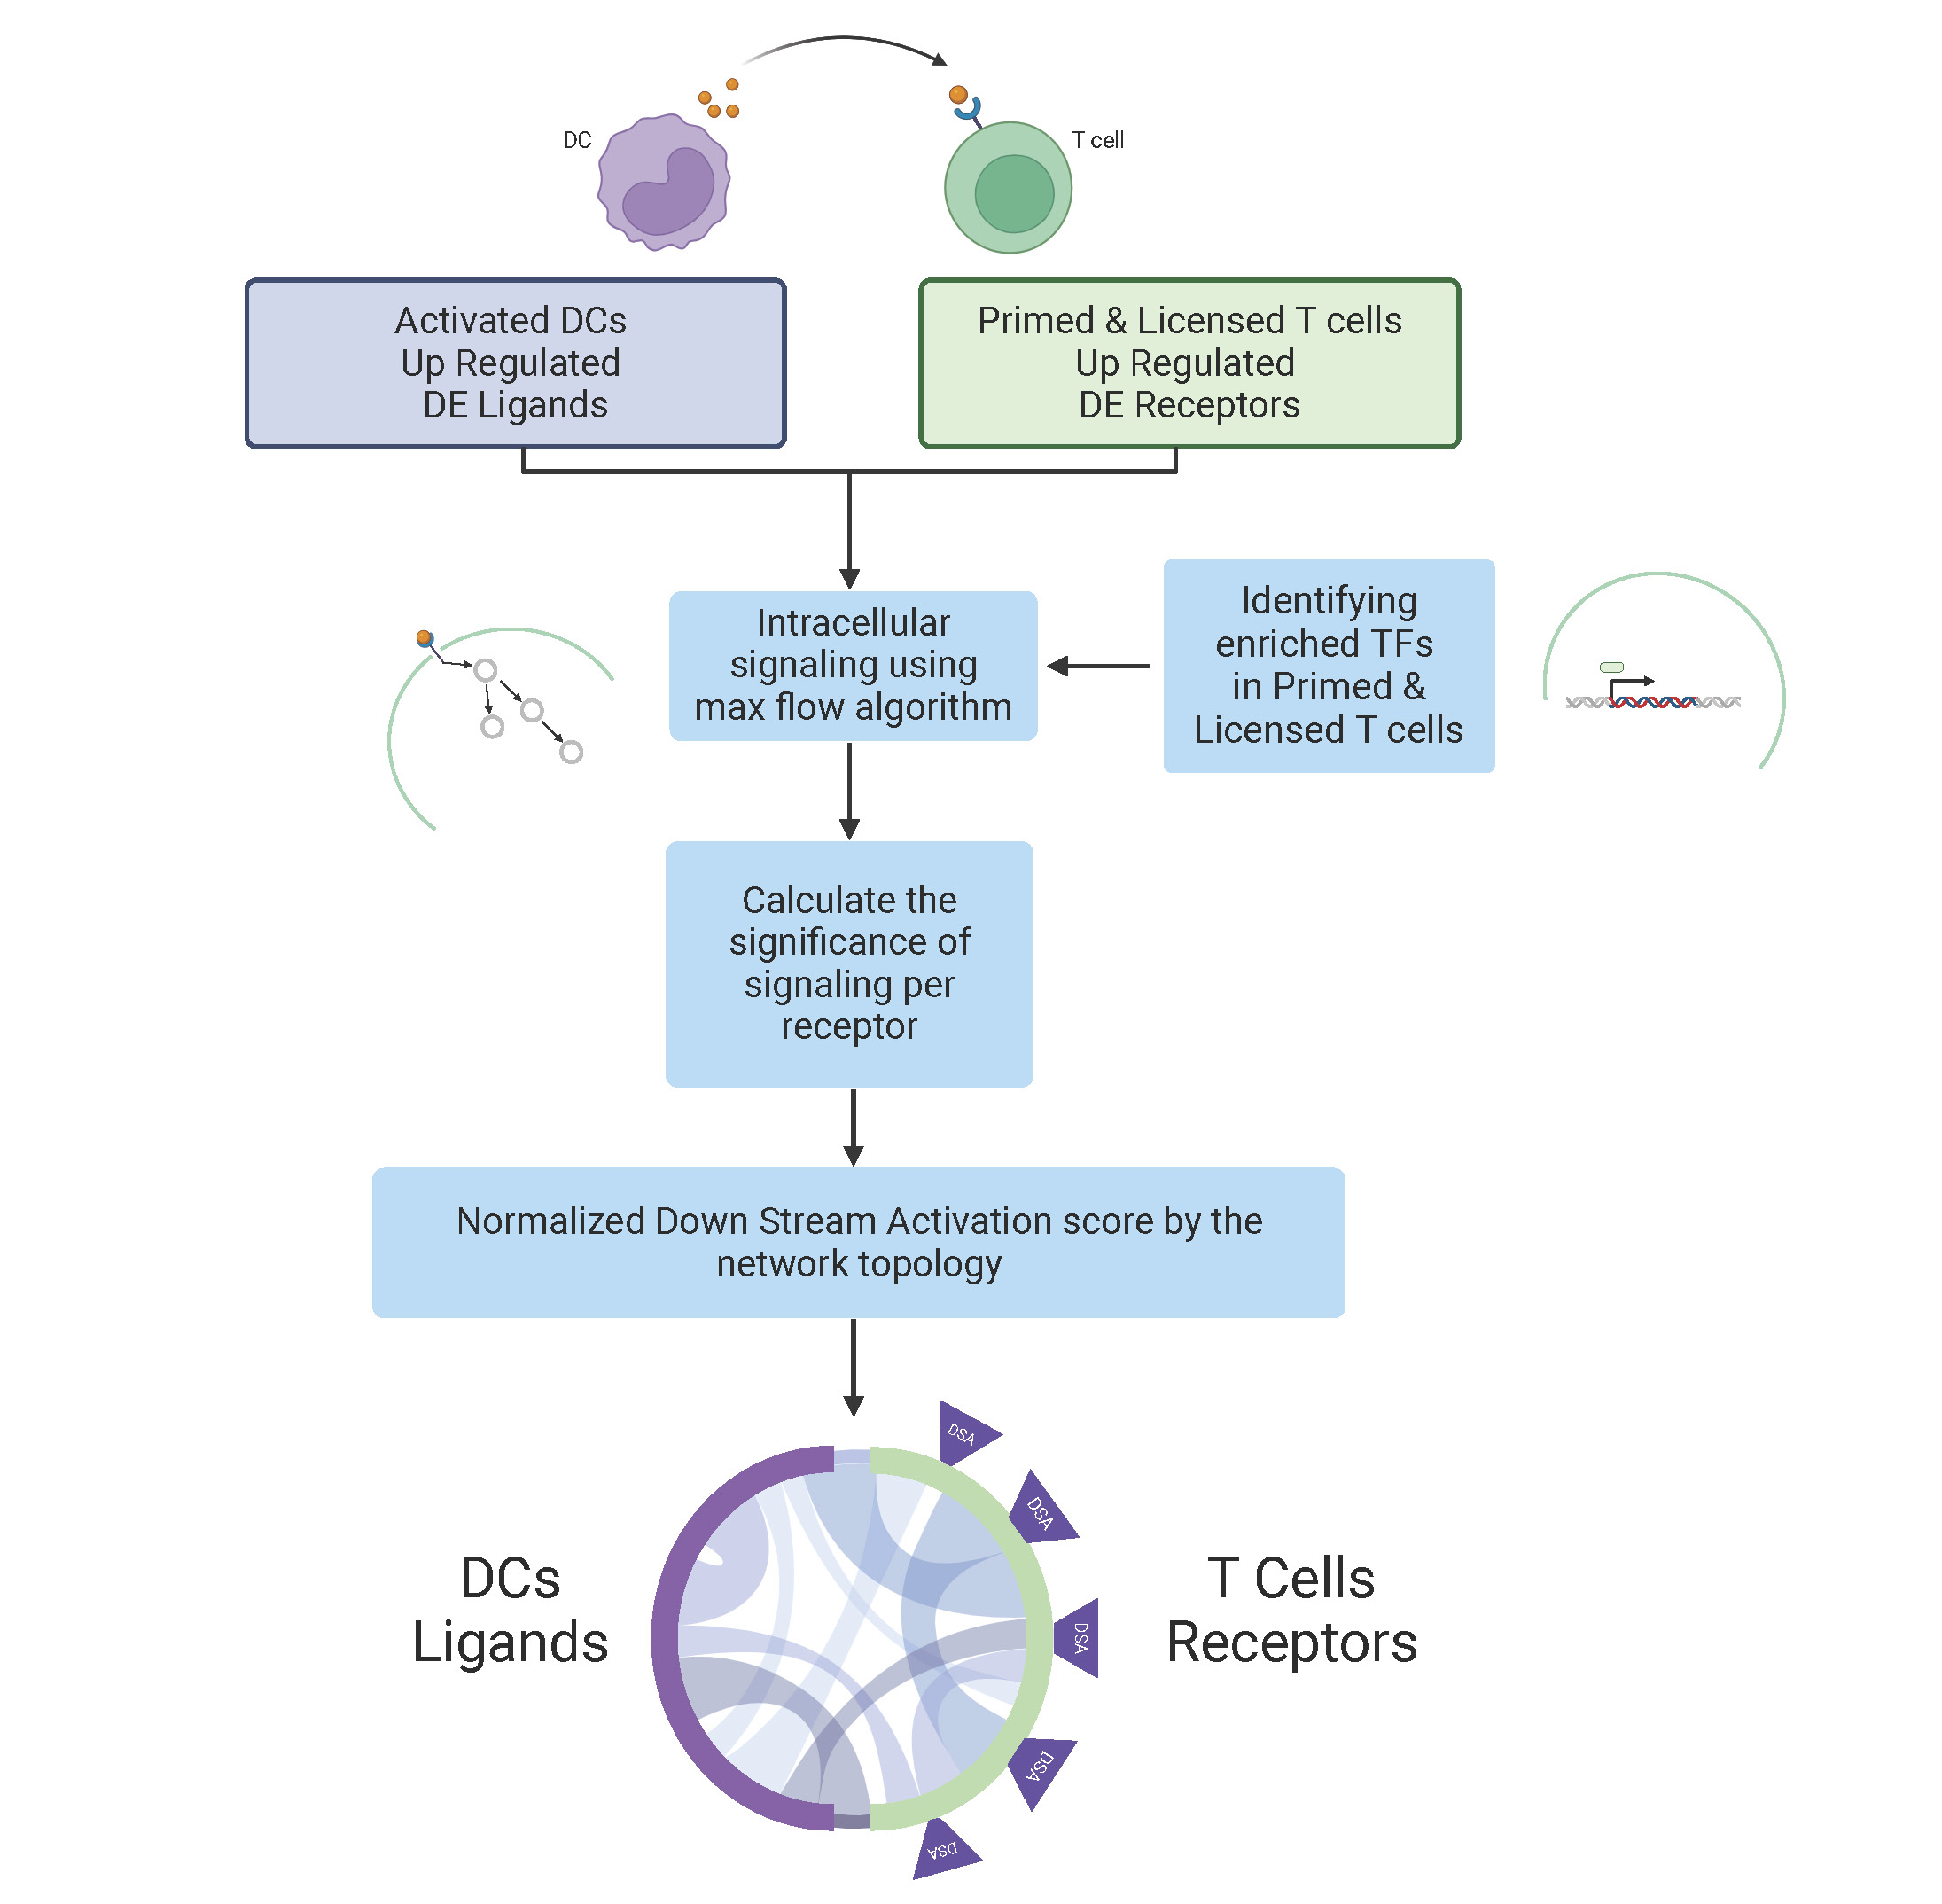 DC
T cell
Activated DCs
Up Regulated
DE Ligands
Primed & Licensed T cells
Up Regulated
DE Receptors
Intracellular
signaling using
max flow algorithm
Identifying
enriched TFs
in Primed &
Licensed T cells
Calculate the
significance of
signaling per
receptor
Normalized Down Stream Activation score by the
network topology
DSA
DSA
DSA
DSA
DSA
DCs
Ligands
T Cells
Receptors